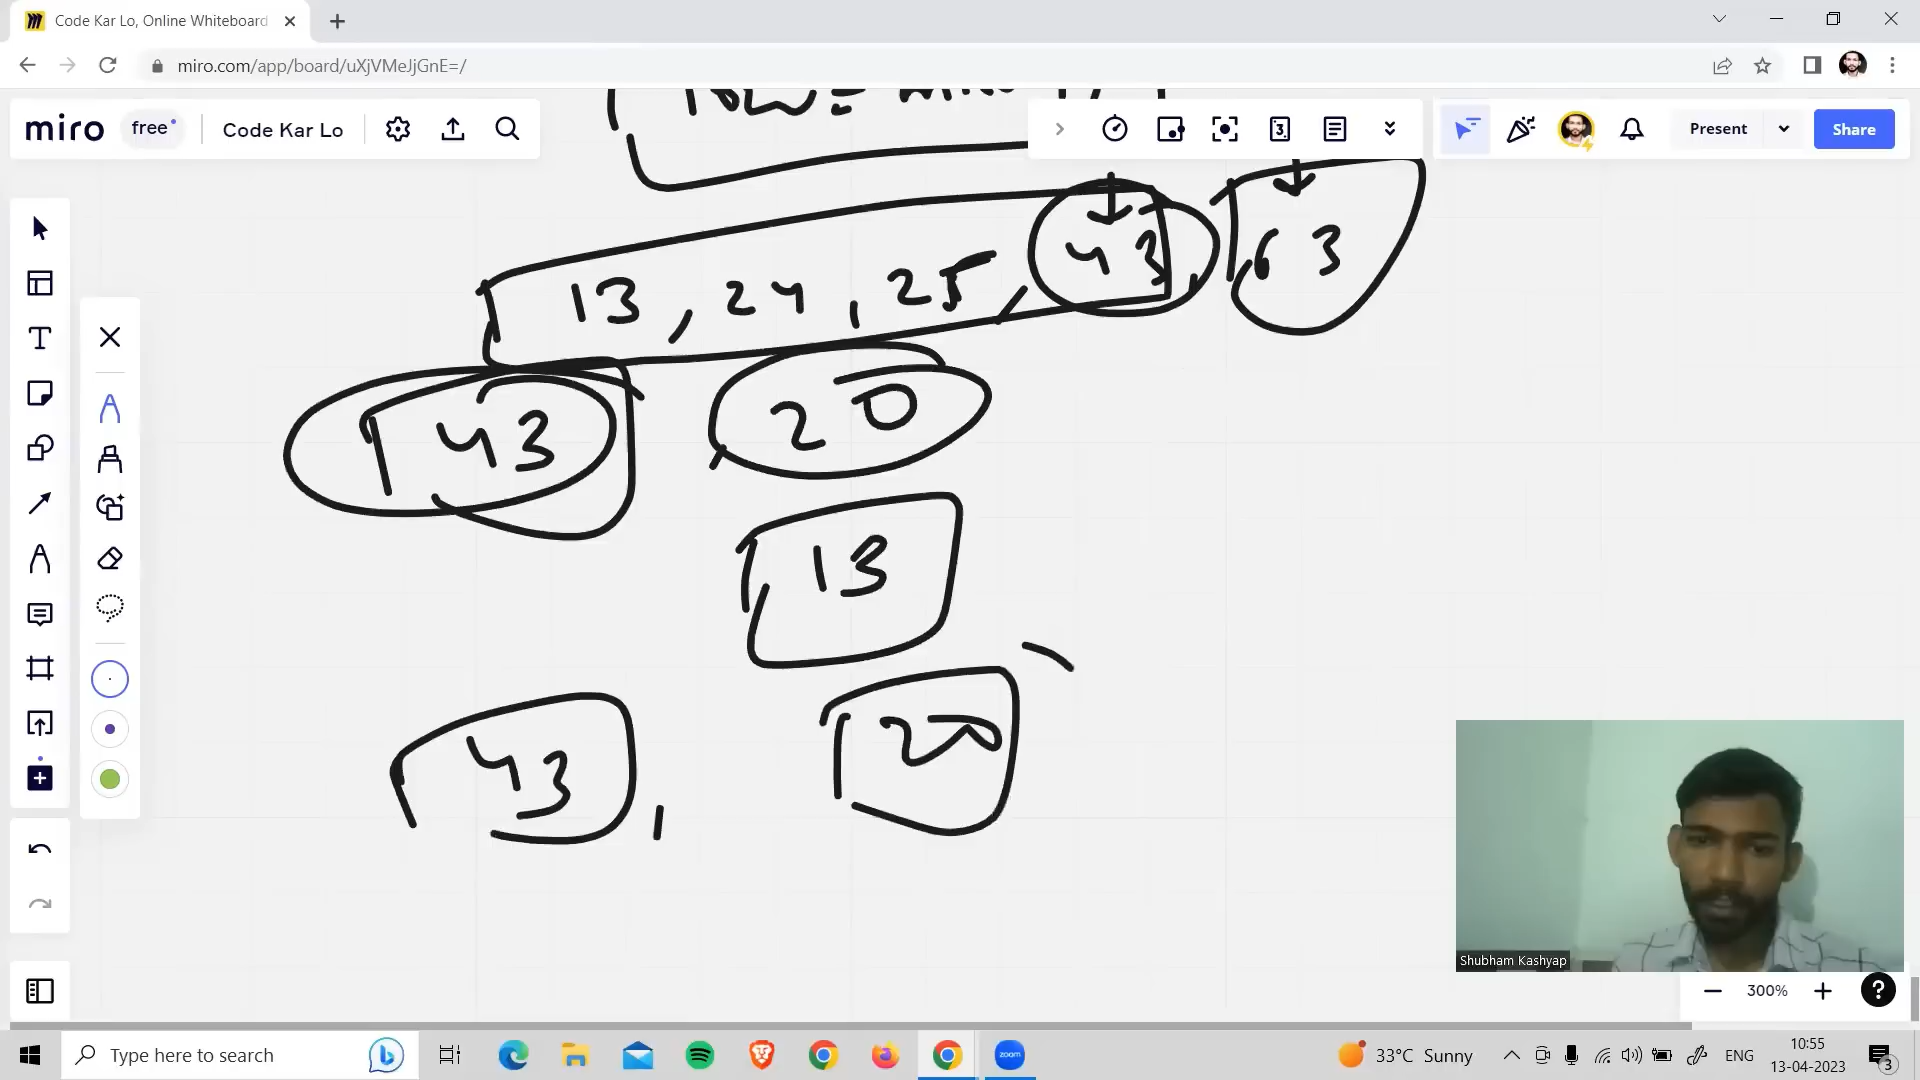 Code Kar Lo, Online Whiteboard
miro.com/app/board/uXjVMeJjGnE=/
miro free Code Kar Lo
Present
Share
13, 24, 25, 43, 63
43 20
13
43, 20
Shubham Kashyap
300%
Type here to search
zoom
33°C Sunny
ENG
10:55
13-04-2023
3